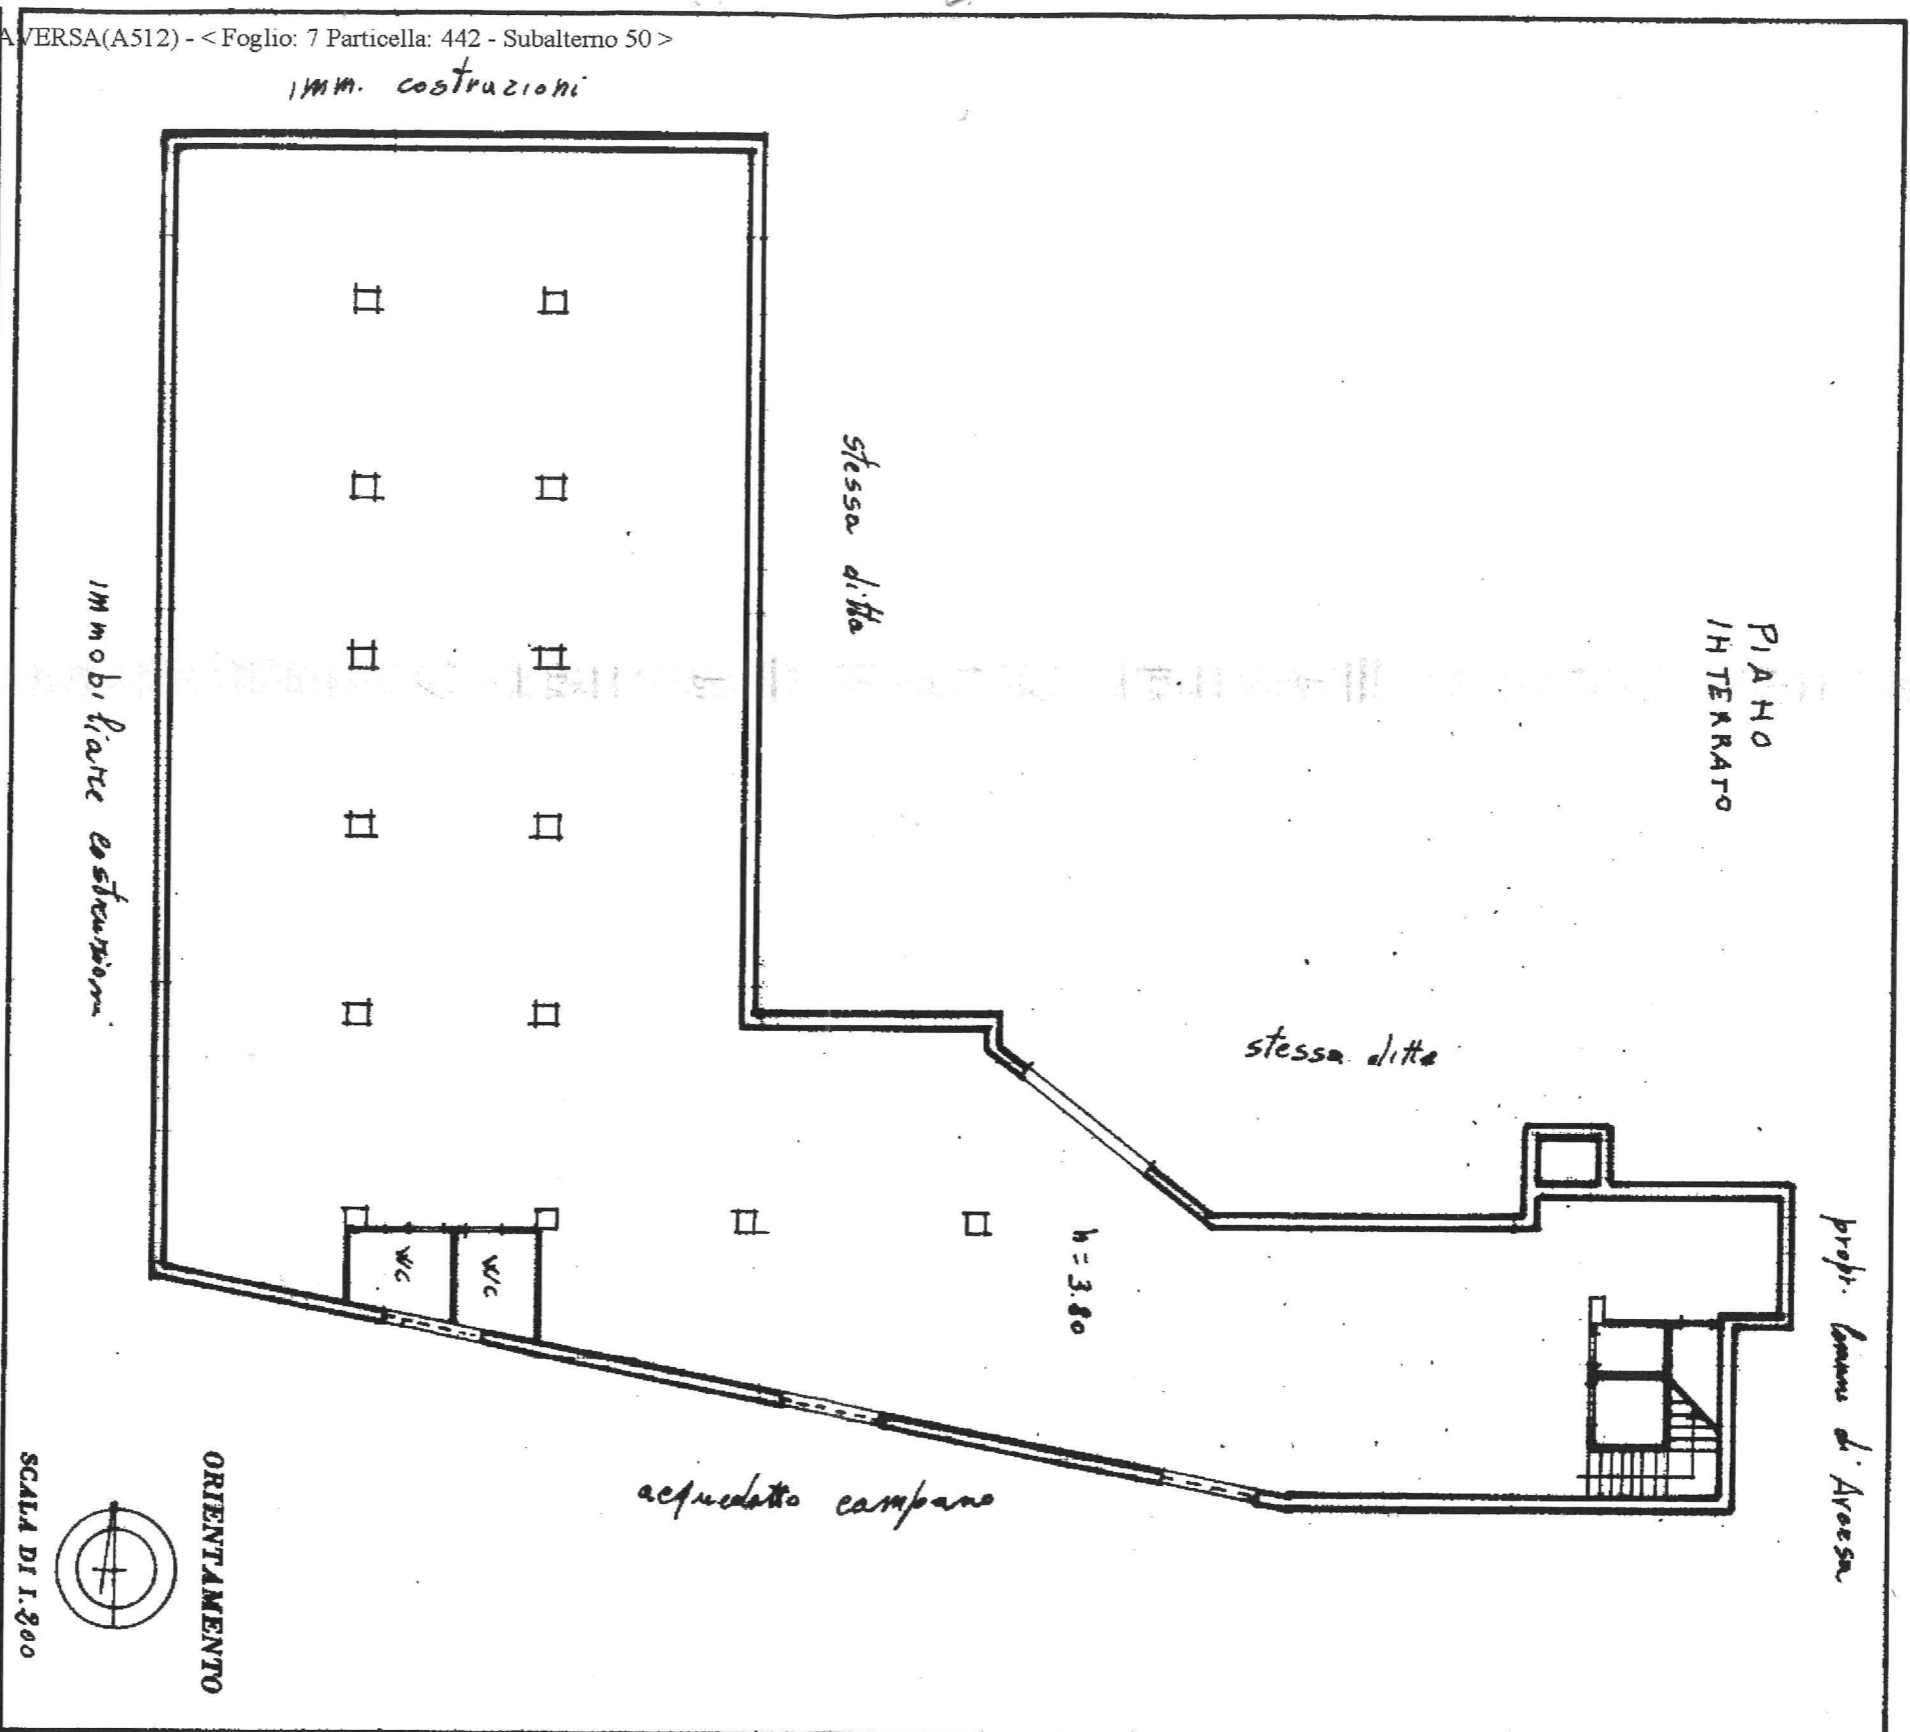 AVERSA(A512) - < Foglio: 7 Particella: 442 - Subalterno 50 >
imm. costruzioni
stessa ditta
immobiliare costruzioni
PIANO
INTERRATO
stessa ditta
propr. Comune di Aversa
h = 3.80
WC
WC
acquedotto campano
ORIENTAMENTO
SCALA DI 1:200